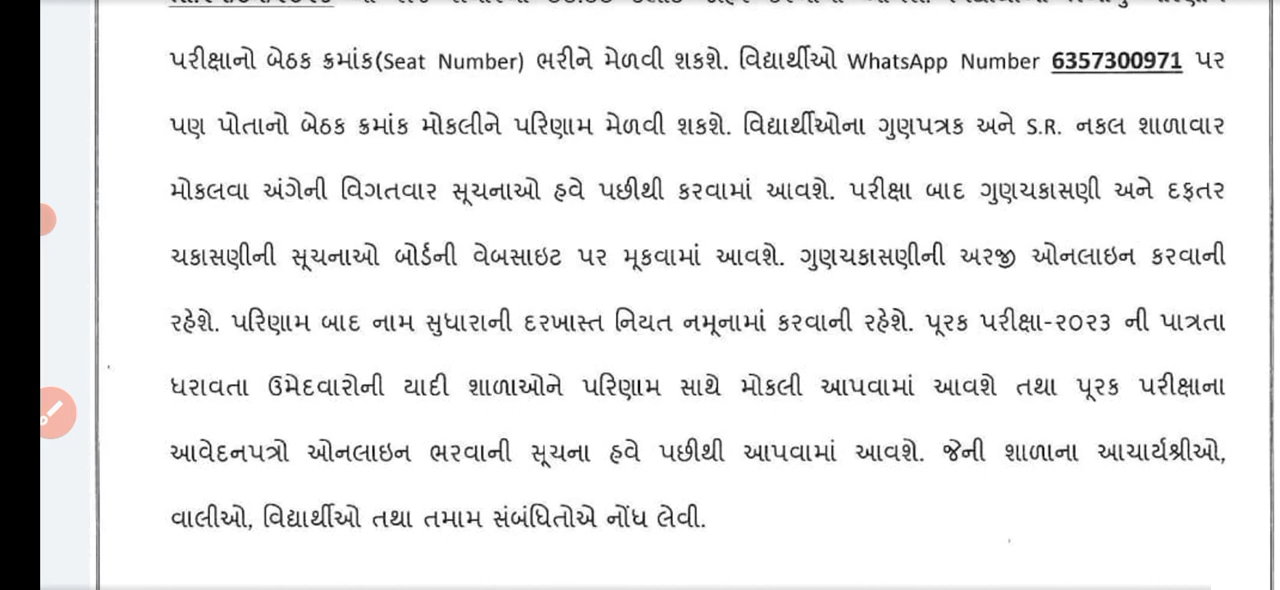 પરીક્ષાનો બેઠક ક્રમાંક(Seat Number) ભરીને મેળવી શકશે. વિદ્યાર્થીઓ WhatsApp Number 6357300971 પર
પણ પોતાનો બેઠક ક્રમાંક મોકલીને પરિણામ મેળવી શકશે. વિદ્યાર્થીઓના ગુણપત્રક અને S.R. નકલ શાળાવાર
મોકલવા અંગેની વિગતવાર સૂચનાઓ હવે પછીથી કરવામાં આવશે. પરીક્ષા બાદ ગુણચકાસણી અને દફતર
ચકાસણીની સૂચનાઓ બોર્ડની વેબસાઇટ પર મૂકવામાં આવશે. ગુણચકાસણીની અરજી ઓનલાઇન કરવાની
રહેશે. પરિણામ બાદ નામ સુધારાની દરખાસ્ત નિયત નમૂનામાં કરવાની રહેશે. પૂરક પરીક્ષા-૨૦૨૩ ની પાત્રતા
ધરાવતા ઉમેદવારોની યાદી શાળાઓને પરિણામ સાથે મોકલી આપવામાં આવશે તથા પૂરક પરીક્ષાના
આવેદનપત્રો ઓનલાઇન ભરવાની સૂચના હવે પછીથી આપવામાં આવશે. જેની શાળાના આચાર્યશ્રીઓ,
વાલીઓ, વિદ્યાર્થીઓ તથા તમામ સંબંધિતોએ નોંધ લેવી.